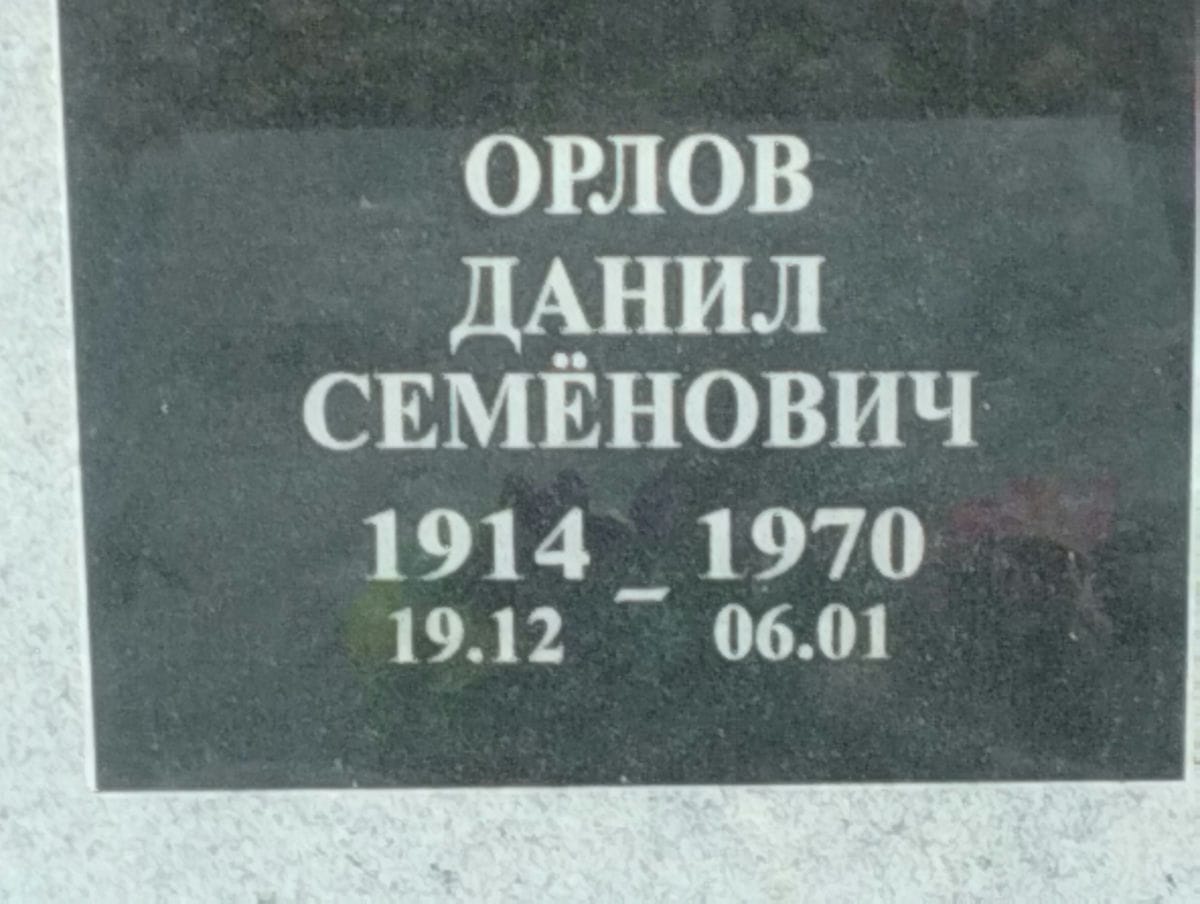 ОРЛОВ
ДАНИЛ
СЕМЁНОВИЧ
1914 – 1970
19.12 06.01